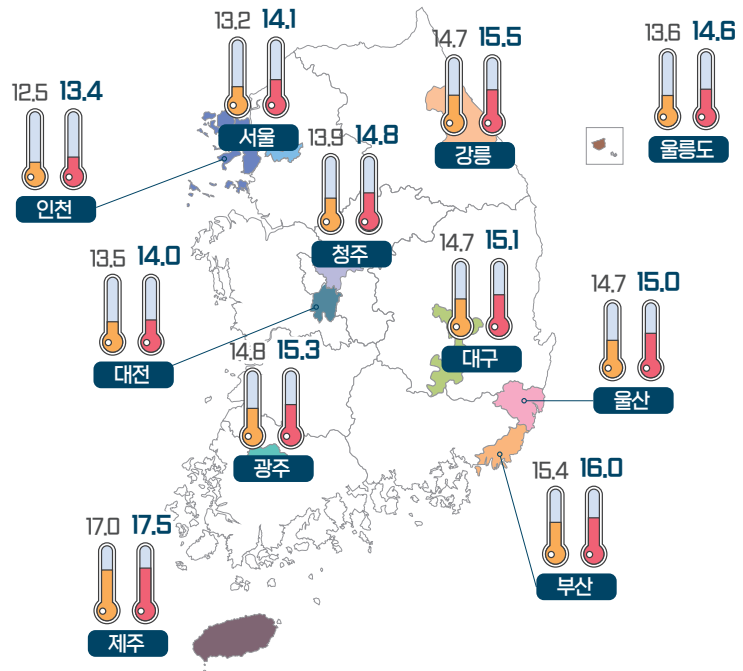 13.2 14.1
서울
14.7 15.5
강릉
13.6 14.6
울릉도
12.5 13.4
인천
13.9 14.8
청주
13.5 14.0
대전
14.7 15.1
대구
14.7 15.0
울산
14.8 15.3
광주
15.4 16.0
부산
17.0 17.5
제주